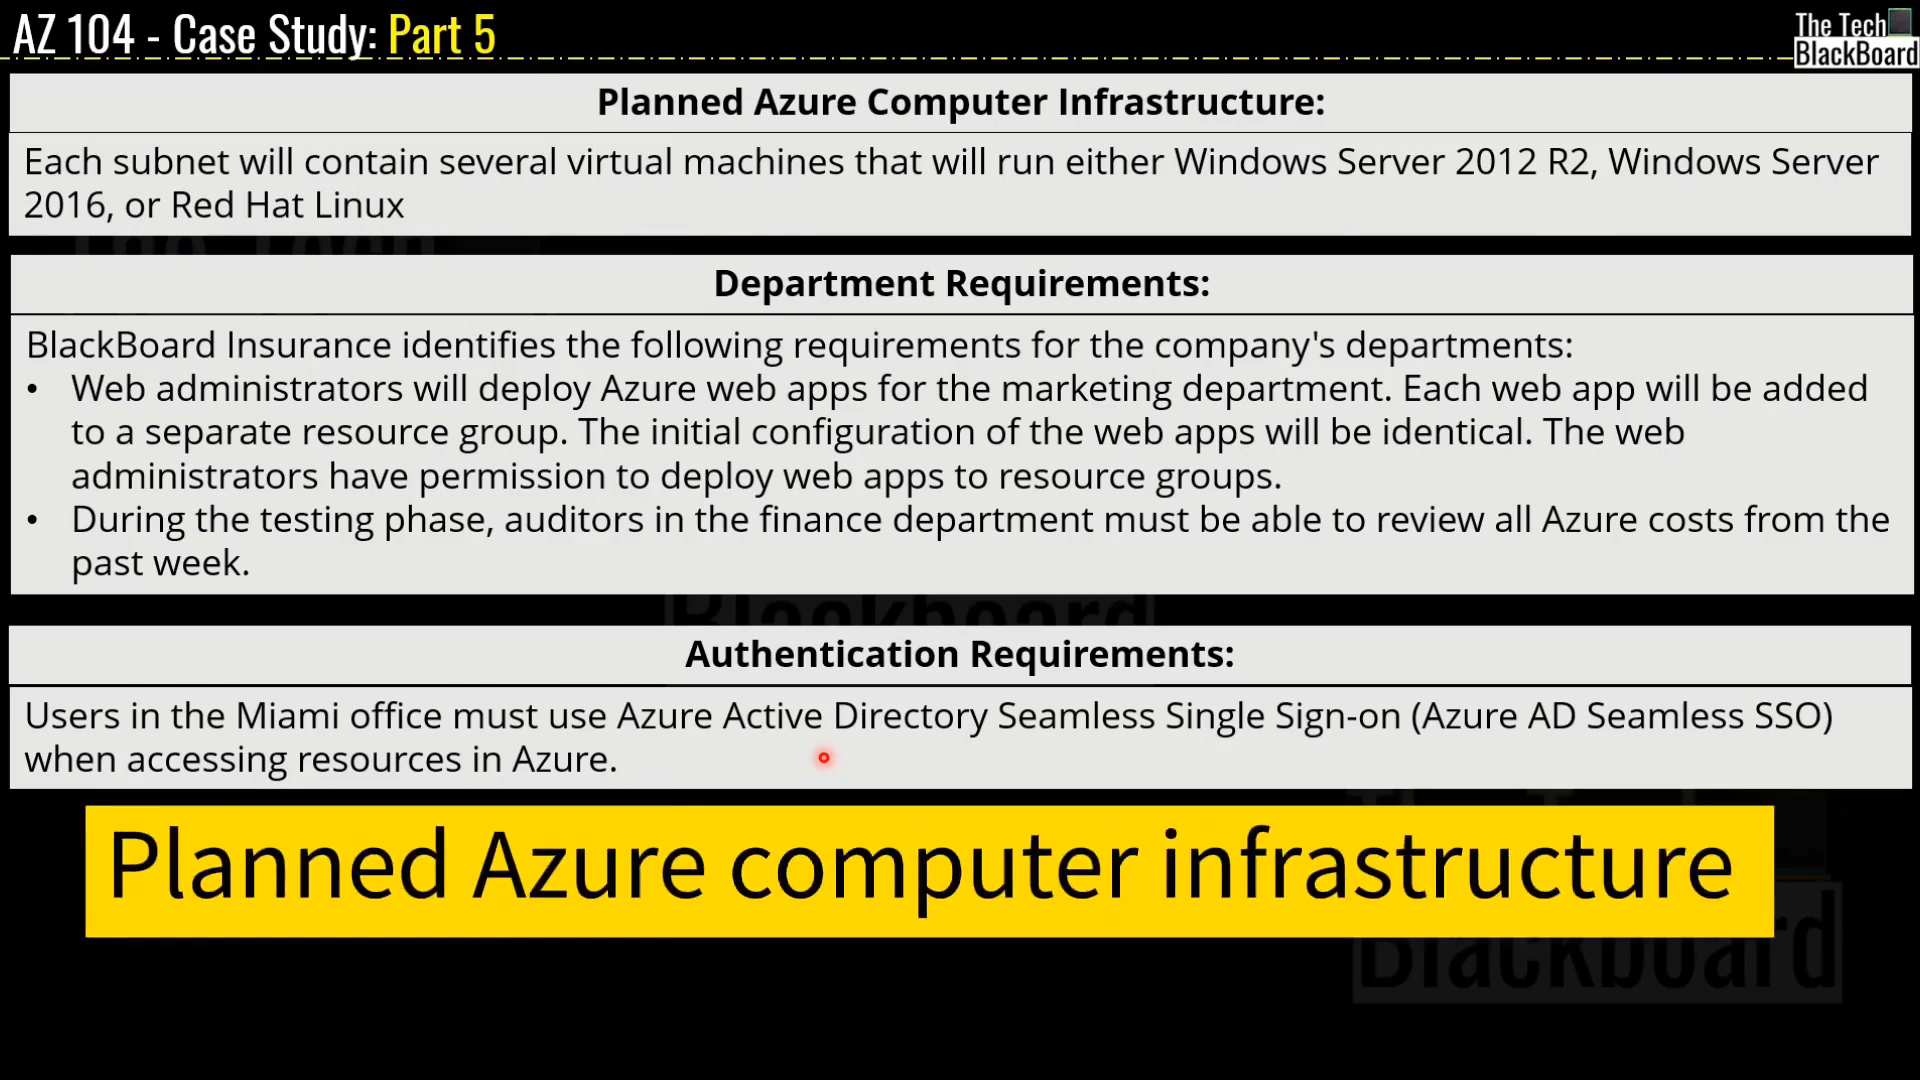 AZ 104 - Case Study: Part 5
The Tech
BlackBoard
Planned Azure Computer Infrastructure:
Each subnet will contain several virtual machines that will run either Windows Server 2012 R2, Windows Server
2016, or Red Hat Linux
Department Requirements:
BlackBoard Insurance identifies the following requirements for the company's departments:
• Web administrators will deploy Azure web apps for the marketing department. Each web app will be added
to a separate resource group. The initial configuration of the web apps will be identical. The web
administrators have permission to deploy web apps to resource groups.
• During the testing phase, auditors in the finance department must be able to review all Azure costs from the
past week.
Blackboard
Authentication Requirements:
Users in the Miami office must use Azure Active Directory Seamless Single Sign-on (Azure AD Seamless SSO)
when accessing resources in Azure.
Planned Azure computer infrastructure
Blackboard